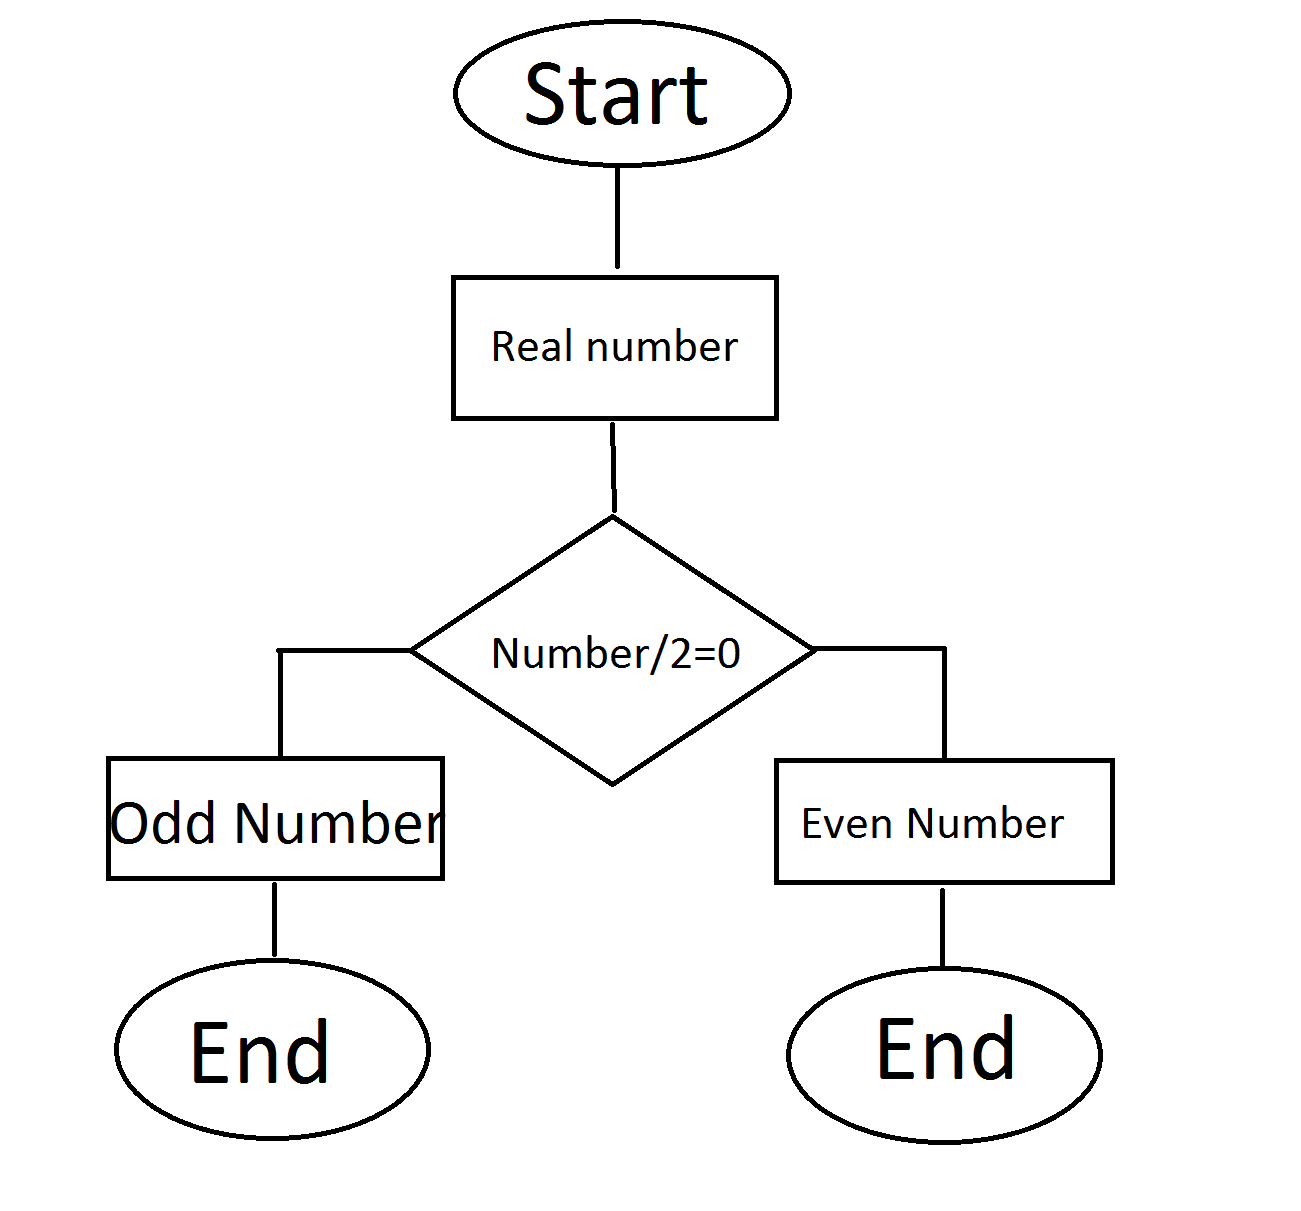 Start
Real number
Number/2=0
Odd Number
Even Number
End
End